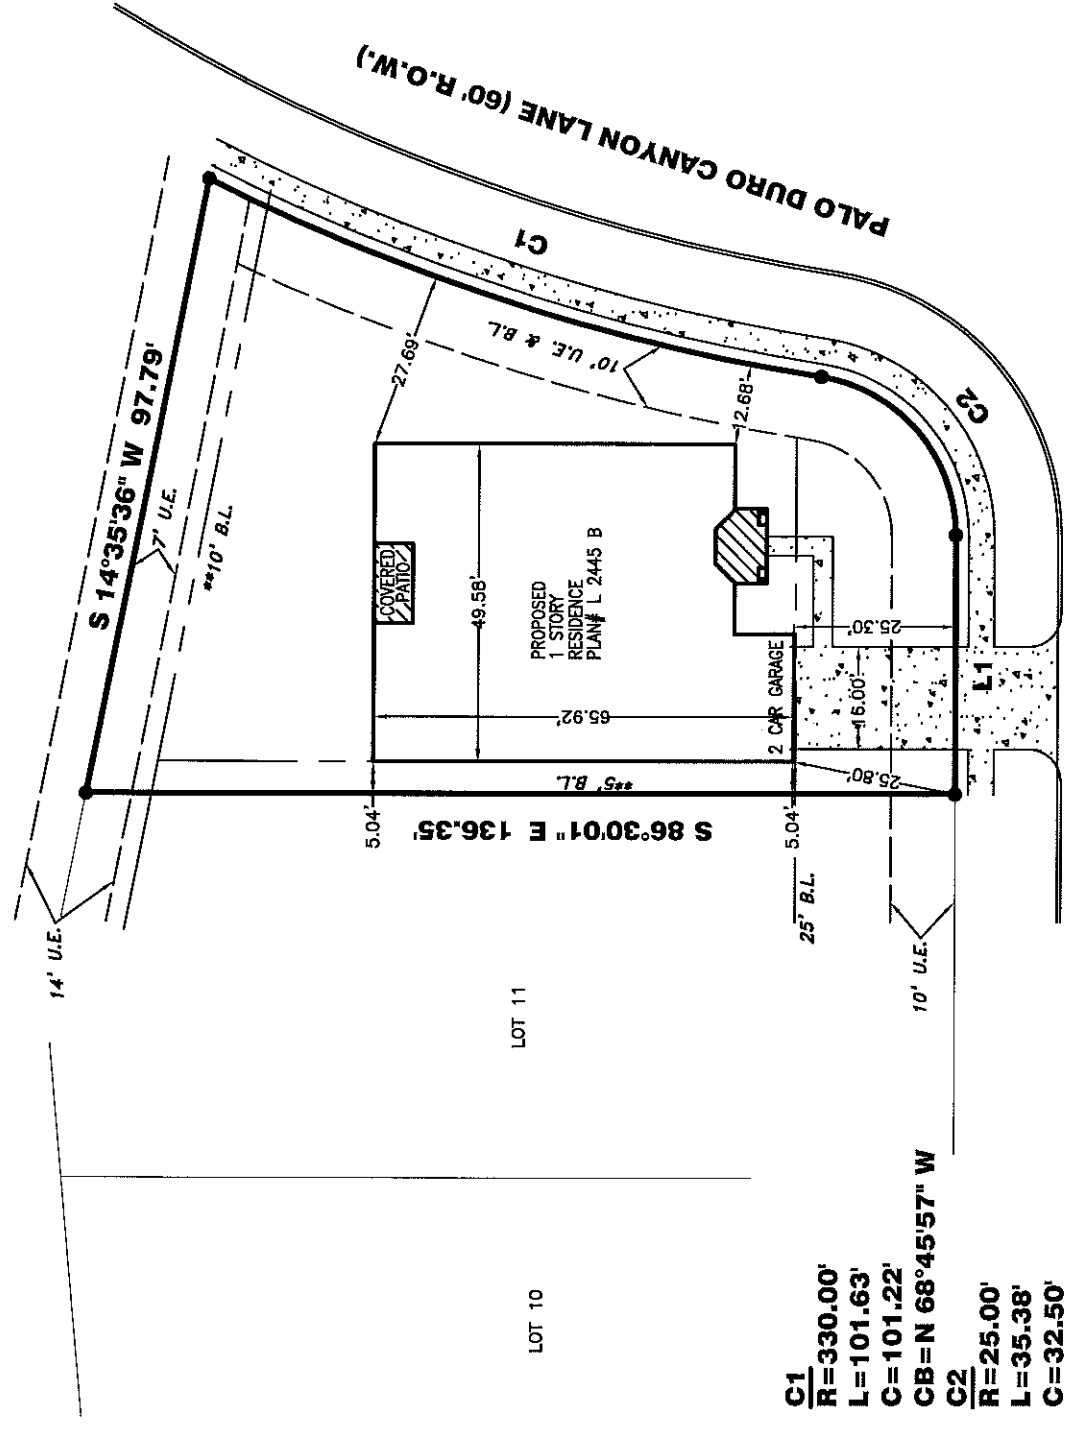 PALO DURO CANYON LANE (60' R.O.W.)
S 14°35'36" W 97.79'
7' U.E.
**10' B.L.
C1
27.69'
10' U.E. & B.L.
12.68'
C2
COVERED
PATIO
49.58'
PROPOSED
1 STORY
RESIDENCE
PLAN# L 2445 B
65.92'
2 CAR GARAGE
25.30'
16.00'
L1
25.80'
**5' B.L.
5.04'
S 86°30'01" E 136.35'
5.04'
25' B.L.
14' U.E.
10' U.E.
LOT 11
LOT 10
C1
R=330.00'
L=101.63'
C=101.22'
CB=N 68°45'57" W
C2
R=25.00'
L=35.38'
C=32.50'